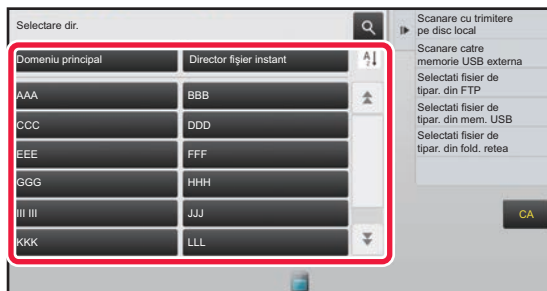 Selectare dir.
Domeniu principal
Director fişier instant
AAA
BBB
CCC
DDD
EEE
FFF
GGG
HHH
III III
JJJ
KKK
LLL
Scanare cu trimitere
pe disc local
Scanare catre
memorie USB externa
Selectati fisier de
tipar. din FTP
Selectati fisier de
tipar. din mem. USB
Selectati fisier de
tipar. din fold. retea
CA